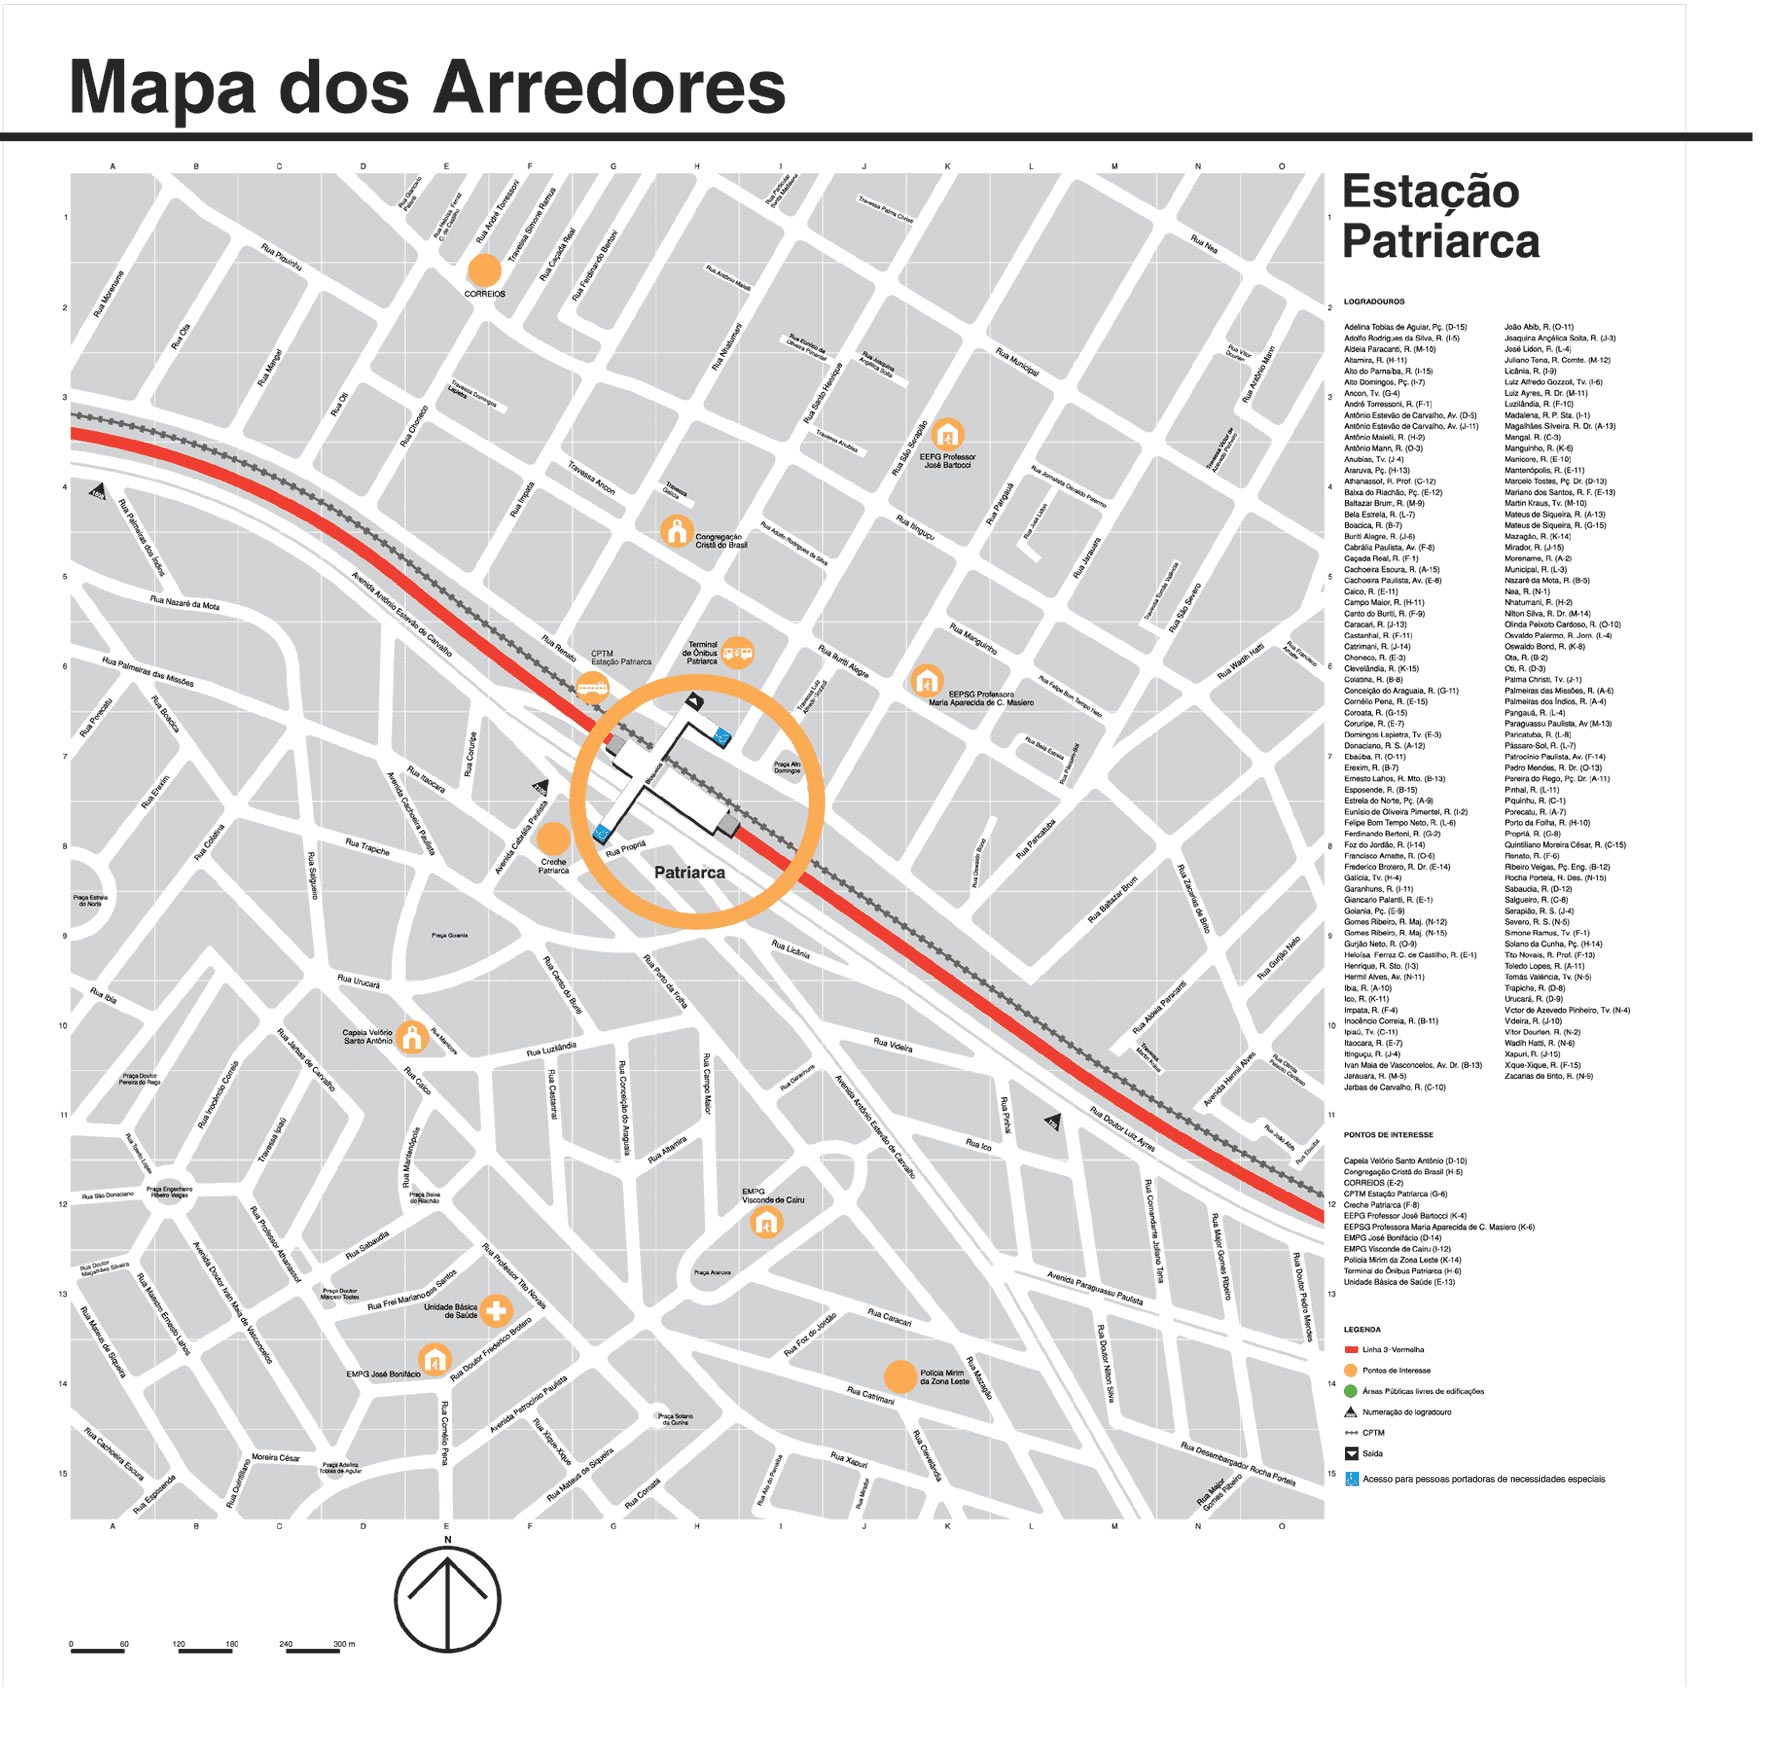 Mapa dos Arredores
A B C D E F G H I J K L M N O
Estação
Patriarca
LOGRADOUROS
Adelina Tobias de Aguiar, Pç. (D-15)
Adolfo Rodrigues da Silva, R. (I-5)
Aldeia Paracanti, R. (M-10)
Altamira, R. (H-11)
Alto do Parnaíba, R. (I-15)
Alto Domingos, Pç. (I-7)
Ancon, Tv. (G-4)
André Torressoni, R. (F-1)
Antônio Estevão de Carvalho, Av. (D-5)
Antônio Estevão de Carvalho, Av. (J-11)
Antônio Maielli, R. (H-2)
Antônio Mann, R. (O-3)
Anubias, Tv. (J-4)
Araruva, Pç. (H-13)
Athanassof, R. Prof. (C-12)
Baixa do Riachão, Pç. (E-12)
Baltazar Brum, R. (M-9)
Bela Estrela, R. (L-7)
Boacica, R. (B-7)
Buriti Alegre, R. (J-6)
Cabrália Paulista, Av. (F-8)
Caçada Real, R. (F-1)
Cachoeira Escura, R. (A-15)
Cachoeira Paulista, Av. (E-8)
Caico, R. (E-11)
Campo Maior, R. (H-11)
Canto do Buriti, R. (F-9)
Caracari, R. (J-13)
Castanhal, R. (F-11)
Catrimani, R. (J-14)
Choneco, R. (E-3)
Clevelândia, R. (K-15)
Colatina, R. (B-8)
Conceição do Araguaia, R. (G-11)
Cornélio Pena, R. (E-15)
Coroata, R. (G-15)
Coruripe, R. (E-7)
Domingos Lapietra, Tv. (E-3)
Donaciano, R. S. (A-12)
Ebaúba, R. (O-11)
Erexim, R. (B-7)
Ernesto Lahos, R. Mto. (B-13)
Esposende, R. (B-15)
Estrela do Norte, Pç. (A-9)
Eunísio de Oliveira Pimentel, R. (I-2)
Felipe Bom Tempo Neto, R. (L-6)
Ferdinando Bertoni, R. (G-2)
Foz do Jordão, R. (I-14)
Francisco Amatte, R. (O-6)
Frederico Brotero, R. Dr. (E-14)
Galícia, Tv. (H-4)
Garanhuns, R. (I-11)
Giancarlo Palanti, R. (E-1)
Goiania, Pç. (E-9)
Gomes Ribeiro, R. Maj. (N-12)
Gomes Ribeiro, R. Maj. (N-15)
Gurjão Neto, R. (O-9)
Heloísa Ferraz C. de Castilho, R. (E-1)
Henrique, R. Sto. (I-3)
Hermil Alves, Av. (N-11)
Ibia, R. (A-10)
Ico, R. (K-11)
Impata, R. (F-4)
Inocêncio Correia, R. (B-11)
Ipiaú, Tv. (C-11)
Itaocara, R. (E-7)
Itinguçu, R. (J-4)
Ivan Maia de Vasconcelos, Av. Dr. (B-13)
Jerauara, R. (M-5)
Jarbas de Carvalho, R. (C-10)
João Abib, R. (O-11)
Joaquina Angélica Soita, R. (J-3)
José Lidon, R. (L-4)
Juliano Tena, R. Comte. (M-12)
Licânia, R. (I-9)
Luiz Alfredo Gozzoli, Tv. (I-6)
Luiz Ayres, R. Dr. (M-11)
Luzilândia, R. (F-10)
Madalena, R. P. Sta. (I-1)
Magalhães Silveira, R. Dr. (A-13)
Mangal, R. (C-3)
Manguinho, R. (K-6)
Manicore, R. (E-10)
Mantenópolis, R. (E-11)
Marcelo Tostes, Pç. Dr. (D-13)
Mariano dos Santos, R. F. (E-13)
Martin Kraus, Tv. (M-10)
Mateus de Siqueira, R. (A-13)
Mateus de Siqueira, R. (G-15)
Mazagão, R. (K-14)
Mirador, R. (J-15)
Morename, R. (A-2)
Municipal, R. (L-3)
Nazaré da Mota, R. (B-5)
Nea, R. (N-1)
Nhatumani, R. (H-2)
Nilton Silva, R. Dr. (M-14)
Olinda Peixoto Cardoso, R. (O-10)
Osvaldo Palermo, R. Jorn. (L-4)
Oswaldo Bond, R. (K-8)
Ota, R. (B-2)
Oti, R. (D-3)
Palma Christi, Tv. (J-1)
Palmeiras das Missões, R. (A-6)
Palmeiras dos Índios, R. (A-4)
Pangauá, R. (L-4)
Paraguassu Paulista, Av (M-13)
Paricatuba, R. (L-8)
Pássaro-Sol, R. (L-7)
Patrocínio Paulista, Av. (F-14)
Pedro Mendes, R. Dr. (O-13)
Pereira do Rego, Pç. Dr. (A-11)
Pinhal, R. (L-11)
Piquinhu, R. (C-1)
Porecatu, R. (A-7)
Porto da Folha, R. (H-10)
Propriá, R. (G-8)
Quintiliano Moreira César, R. (C-15)
Renato, R. (F-6)
Ribeiro Veigas, Pç. Eng. (B-12)
Rocha Portela, R. Des. (N-15)
Sabaudia, R. (D-12)
Salgueiro, R. (C-8)
Serapião, R. S. (J-4)
Severo, R. S. (N-5)
Simone Ramus, Tv (F-1)
Solano da Cunha, Pç. (H-14)
Tito Novais, R. Prof. (F-13)
Toledo Lopes, R. (A-11)
Tomás Valência, Tv. (N-5)
Trapiche, R. (D-8)
Urucará, R. (D-9)
Victor de Azevedo Pinheiro, Tv. (N-4)
Videira, R. (J-10)
Vitor Dourlen, R. (N-2)
Wadih Hatti, R. (N-6)
Xapuri, R. (J-15)
Xique-Xique, R. (F-15)
Zacarias de Brito, R. (N-9)
PONTOS DE INTERESSE
Capela Velório Santo Antônio (D-10)
Congregação Cristã do Brasil (H-5)
CORREIOS (E-2)
CPTM Estação Patriarca (G-6)
Creche Patriarca (F-8)
EEPG Professor José Bartocci (K-4)
EEPSG Professora Maria Aparecida de C. Masiero (K-6)
EMPG José Bonifácio (D-14)
EMPG Visconde de Cairu (I-12)
Polícia Mirim da Zona Leste (K-14)
Terminal de Ônibus Patriarca (H-6)
Unidade Básica de Saúde (E-13)
LEGENDA
Linha 3-Vermelha
Pontos de Interesse
Áreas Públicas livres de edificações
Numeração do logradouro
CPTM
Saída
Acesso para pessoas portadoras de necessidades especiais
1
2
3
4
5
6
7
8
9
10
11
12
13
14
15
Rua Piquinhu
Rua Morename
Rua Ota
Rua Mangal
Rua Oti
Rua Choneco
Rua André Torressoni
Travessa Simone Ramus
Rua Caçada Real
Rua Ferdinando Bertoni
CORREIOS
Travessa Domingos
Lapietra
Rua Nhatumani
Rua Antônio Maielli
Travessa Palma Christi
Rua Santo Henrique
Rua Municipal
Rua Nea
Rua Antônio Mann
Rua São Serapião
EEPG Professor
José Bartocci
Travessa Anubias
Travessa Ancon
Travessa
Galícia
Rua Impata
Congregação
Cristã do Brasil
Rua Adolfo Rodrigues da Silva
Rua Itinguçu
Rua Pangauá
Rua Jornalista Osvaldo Palermo
Rua José Lidon
Rua Jarauara
Rua São Severo
Rua Palmeiras dos Índios
Rua Nazaré da Mota
Avenida Antônio Estevão de Carvalho
Rua Renato
CPTM
Estação Patriarca
Terminal
de Ônibus
Patriarca
Rua Buriti Alegre
Rua Manguinho
EEPSG Professora
Maria Aparecida de C. Masiero
Rua Felipe Bom Tempo Neto
Rua Wadih Hatti
Rua Palmeiras das Missões
Rua Porecatu
Rua Boacica
Rua Erexim
Rua Itaocara
Rua Coruripe
Avenida Cachoeira Paulista
Avenida Cabrália Paulista
Praça Alto
Domingos
Rua Bela Estrela
Rua Pássaro-Sol
Rua Colatina
Rua Trapiche
Rua Salgueiro
Creche
Patriarca
Rua Propriá
Patriarca
Rua Oswaldo Bond
Rua Paricatuba
Rua Baltazar Brum
Rua Zacarias de Brito
Praça Estrela
do Norte
Praça Goiania
Rua Licânia
Rua Gurjão Neto
Rua Ibia
Rua Urucará
Rua Canto do Buriti
Rua Porto da Folha
Capela Velório
Santo Antônio
Rua Manicore
Rua Luzilândia
Rua Videira
Rua Aldeia Paracanti
Travessa
Martin Kraus
Avenida Hermil Alves
Praça Doutor
Pereira do Rego
Rua Inocêncio Correia
Rua Jarbas de Carvalho
Rua Caico
Rua Castanhal
Rua Conceição do Araguaia
Rua Campo Maior
Rua Garanhuns
Avenida Antônio Estevão de Carvalho
Rua Pinhal
Rua Doutor Luiz Ayres
Rua Toledo Lopes
Travessa Ipiaú
Rua Mantenópolis
Rua Altamira
Rua Ico
Rua São Donaciano
Praça Engenheiro
Ribeiro Veigas
Praça Baixa
do Riachão
EMPG
Visconde de Cairu
Rua Comandante Juliano Tena
Rua Major Gomes Ribeiro
Rua Doutor Pedro Mendes
Rua Doutor
Magalhães Silveira
Rua Professor Athanassof
Rua Sabaudia
Praça Araruva
Avenida Paraguassu Paulista
Rua Mateus de Siqueira
Rua Maestro Ernesto Lahos
Avenida Doutor Ivan Maia de Vasconcelos
Praça Doutor
Marcelo Tostes
Rua Frei Mariano dos Santos
Unidade Básica
de Saúde
Rua Professor Tito Novais
Rua Doutor Frederico Brotero
EMPG José Bonifácio
Rua Foz do Jordão
Rua Caracari
Rua Mazagão
Polícia Mirim
da Zona Leste
Rua Catrimani
Rua Doutor Nilton Silva
Rua Cachoeira Escura
Rua Esposende
Rua Quintiliano
Moreira César
Praça Adelina
Tobias de Aguiar
Rua Cornélio Pena
Avenida Patrocínio Paulista
Rua Xique-Xique
Rua Mateus de Siqueira
Rua Coroata
Praça Solano
da Cunha
Rua Alto do Parnaíba
Rua Xapuri
Rua Mirador
Rua Clevelândia
Rua Desembargador Rocha Portela
Rua Major
Gomes Ribeiro
A B C D E F G H I J K L M N O
N
0 60 120 180 240 300 m